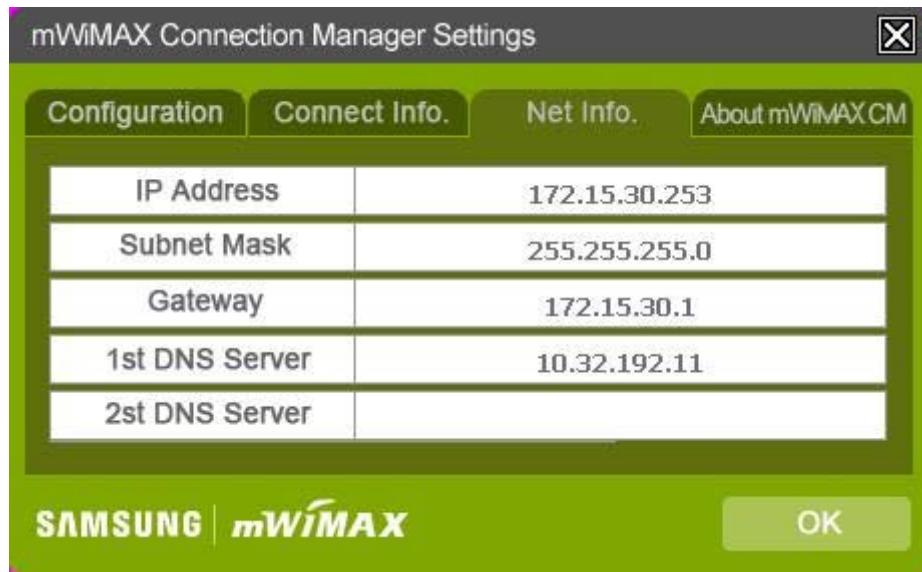 mWiMAX Connection Manager Settings
Configuration Connect Info. Net Info. About mWiMAX CM
IP Address 172.15.30.253
Subnet Mask 255.255.255.0
Gateway 172.15.30.1
1st DNS Server 10.32.192.11
2st DNS Server
SAMSUNG mWiMAX OK